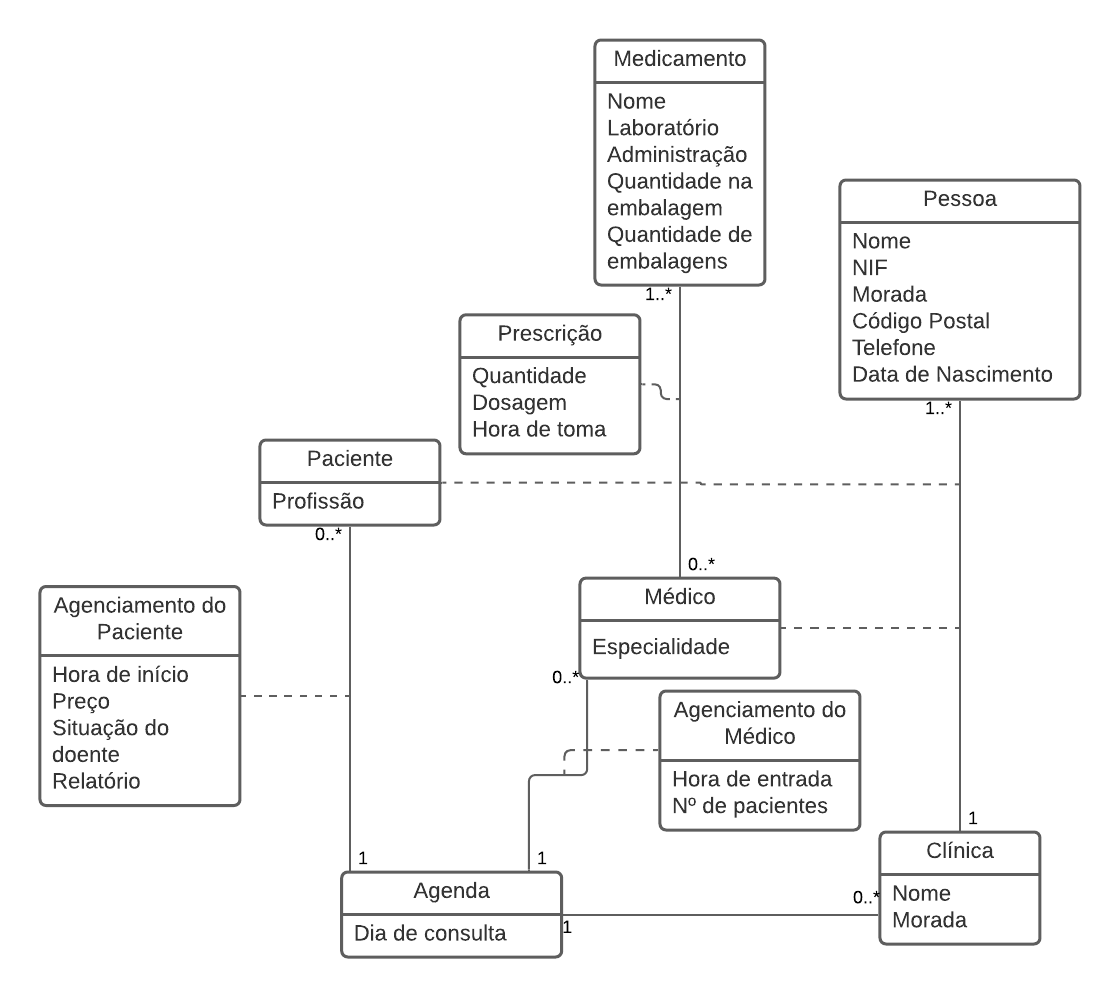 Medicamento
Nome
Laboratório
Administração
Quantidade na
embalagem
Quantidade de
embalagens
1..*
Pessoa
Nome
NIF
Morada
Código Postal
Telefone
Data de Nascimento
1..*
Prescrição
Quantidade
Dosagem
Hora de toma
Paciente
Profissão
0..*
0..*
Médico
Especialidade
0..*
Agenciamento do
Paciente
Hora de início
Preço
Situação do
doente
Relatório
Agenciamento do
Médico
Hora de entrada
Nº de pacientes
1
1
1
Agenda
Dia de consulta
1
0..*
Clínica
Nome
Morada